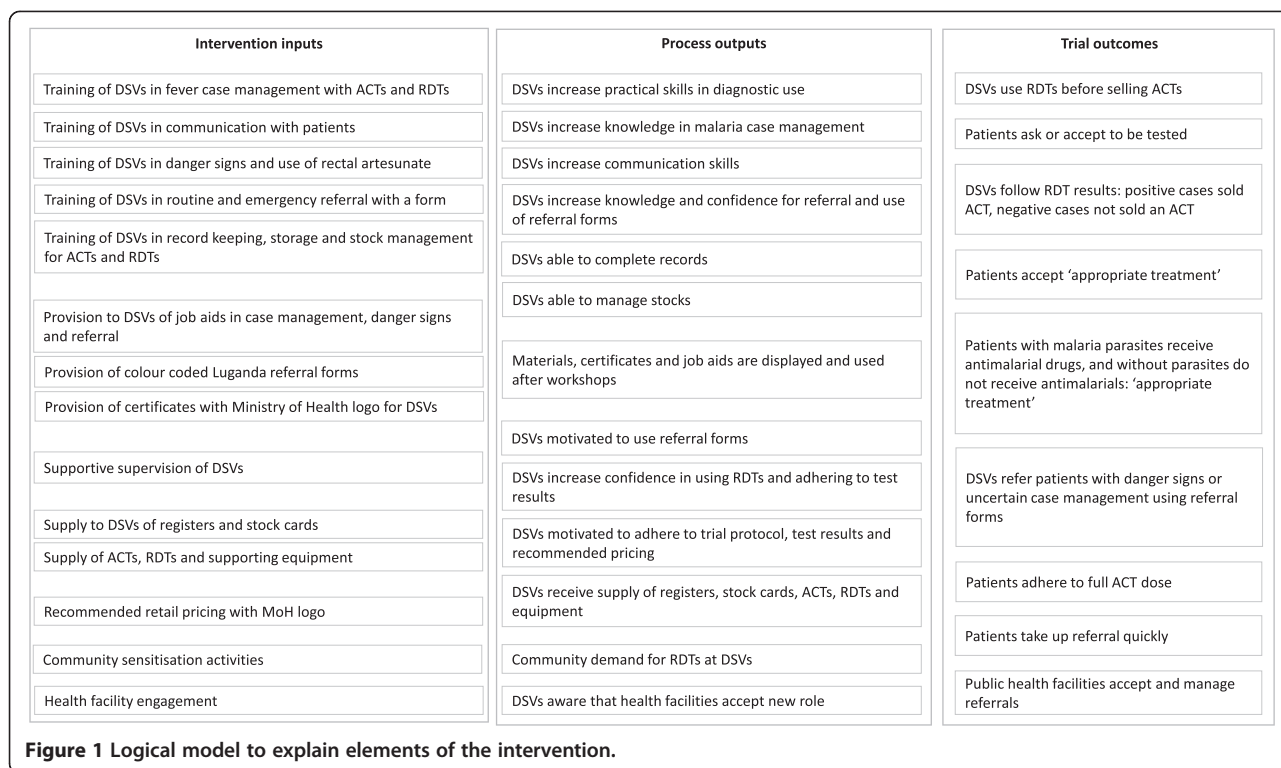 Intervention inputs
Training of DSVs in fever case management with ACTs and RDTs
Training of DSVs in communication with patients
Training of DSVs in danger signs and use of rectal artesunate
Training of DSVs in routine and emergency referral with a form
Training of DSVs in record keeping, storage and stock management
for ACTs and RDTs
Provision to DSVs of job aids in case management, danger signs
and referral
Provision of colour coded Luganda referral forms
Provision of certificates with Ministry of Health logo for DSVs
Supportive supervision of DSVs
Supply to DSVs of registers and stock cards
Supply of ACTs, RDTs and supporting equipment
Recommended retail pricing with MoH logo
Community sensitisation activities
Health facility engagement
Process outputs
DSVs increase practical skills in diagnostic use
DSVs increase knowledge in malaria case management
DSVs increase communication skills
DSVs increase knowledge and confidence for referral and use
of referral forms
DSVs able to complete records
DSVs able to manage stocks
Materials, certificates and job aids are displayed and used
after workshops
DSVs motivated to use referral forms
DSVs increase confidence in using RDTs and adhering to test
results
DSVs motivated to adhere to trial protocol, test results and
recommended pricing
DSVs receive supply of registers, stock cards, ACTs, RDTs and
equipment
Community demand for RDTs at DSVs
DSVs aware that health facilities accept new role
Trial outcomes
DSVs use RDTs before selling ACTs
Patients ask or accept to be tested
DSVs follow RDT results: positive cases sold
ACT, negative cases not sold an ACT
Patients accept ‘appropriate treatment’
Patients with malaria parasites receive
antimalarial drugs, and without parasites do
not receive antimalarials: ‘appropriate
treatment’
DSVs refer patients with danger signs or
uncertain case management using referral
forms
Patients adhere to full ACT dose
Patients take up referral quickly
Public health facilities accept and manage
referrals
Figure 1 Logical model to explain elements of the intervention.